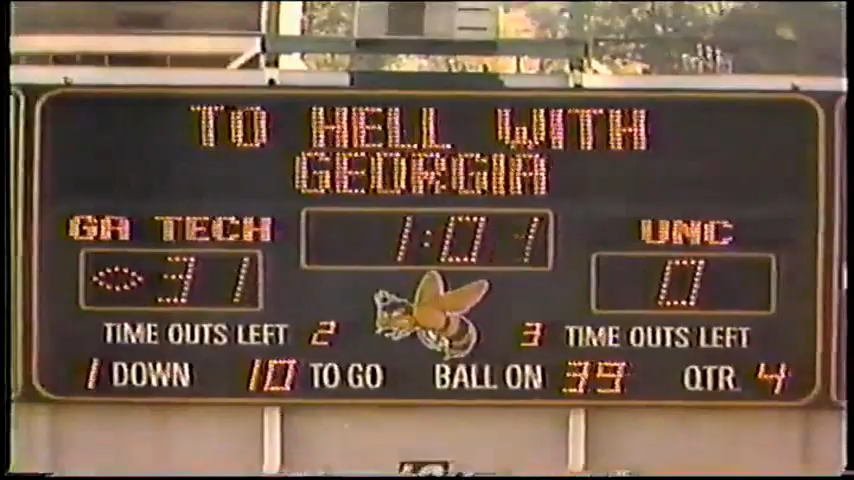 TO HELL WITH
GEORGIA
GA TECH
1:01
UNC
31
0
TIME OUTS LEFT 2
3 TIME OUTS LEFT
1 DOWN 10 TO GO BALL ON 39 QTR. 4